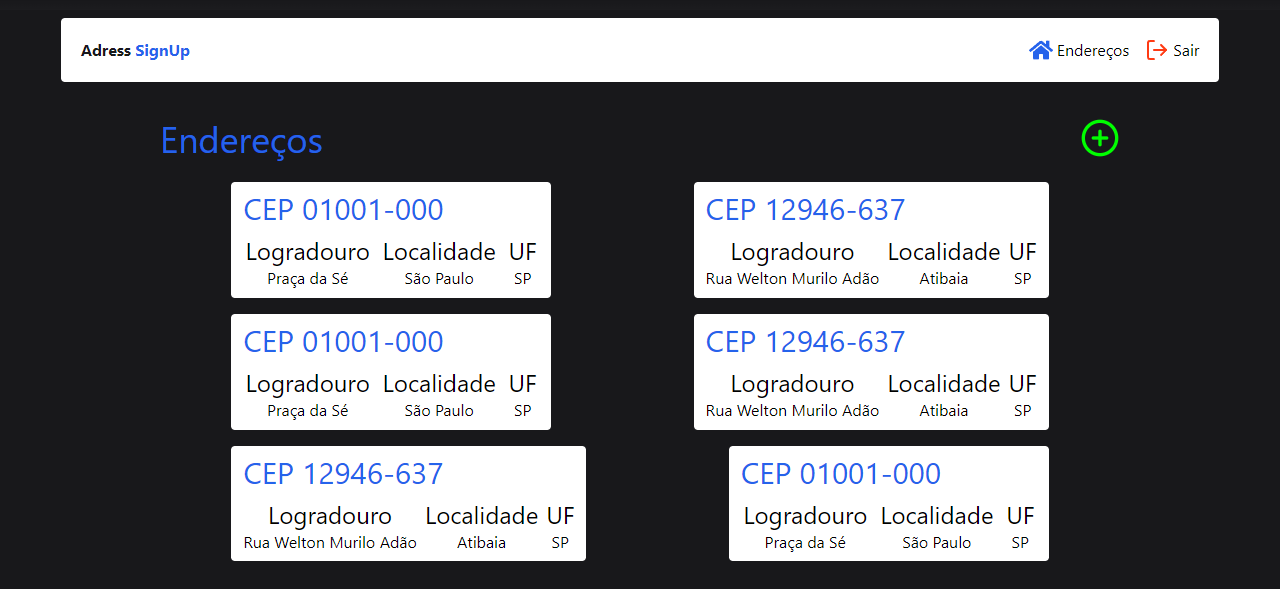 Adress SignUp
Endereços
Sair
Endereços
CEP 01001-000
Logradouro Localidade UF
Praça da Sé São Paulo SP
CEP 12946-637
Logradouro Localidade UF
Rua Welton Murilo Adão Atibaia SP
CEP 01001-000
Logradouro Localidade UF
Praça da Sé São Paulo SP
CEP 12946-637
Logradouro Localidade UF
Rua Welton Murilo Adão Atibaia SP
CEP 12946-637
Logradouro Localidade UF
Rua Welton Murilo Adão Atibaia SP
CEP 01001-000
Logradouro Localidade UF
Praça da Sé São Paulo SP